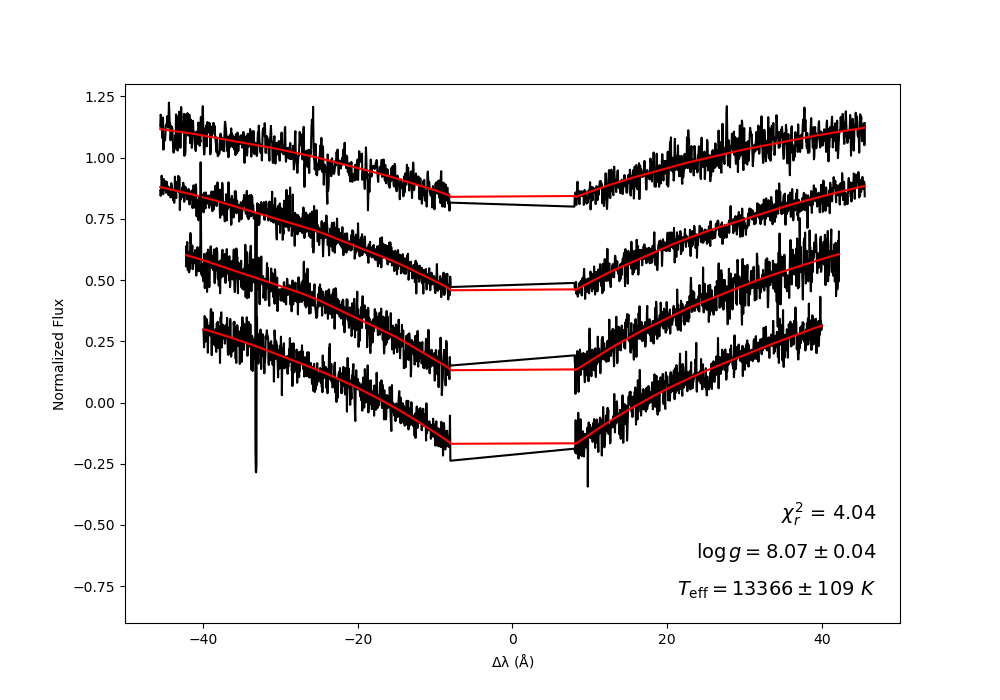 1.25
1.00
0.75
0.50
0.25
0.00
−0.25
−0.50
−0.75
Normalized Flux
χ²ᵣ = 4.04
log g = 8.07 ± 0.04
T_eff = 13366 ± 109 K
−40 −20 0 20 40
Δλ (Å)